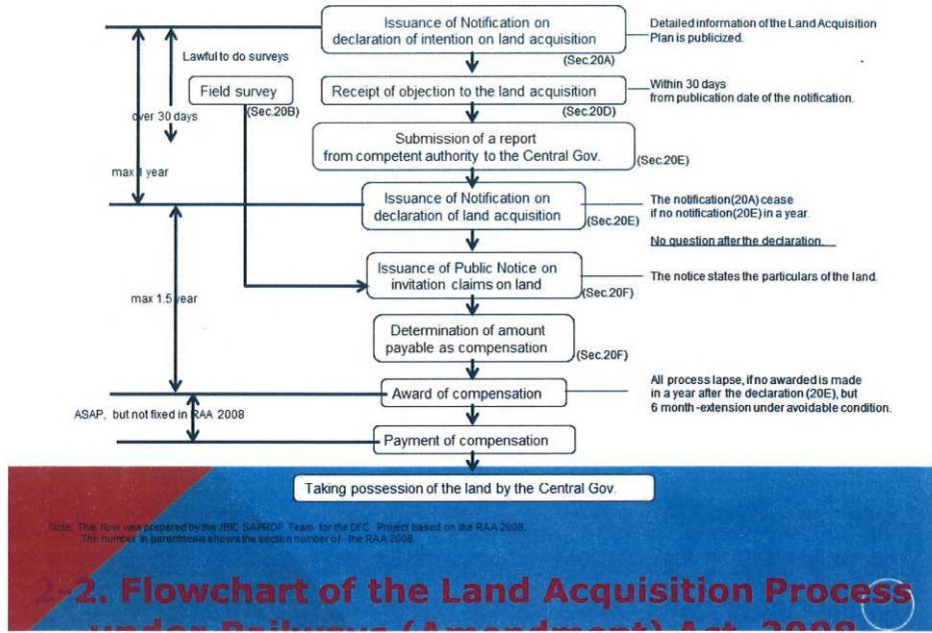 Issuance of Notification on
declaration of intention on land acquisition
(Sec.20A)
Detailed information of the Land Acquisition
Plan is publicized.
Lawful to do surveys
Field survey
(Sec.20B)
over 30 days
Receipt of objection to the land acquisition
(Sec.20D)
Within 30 days
from publication date of the notification.
Submission of a report
from competent authority to the Central Gov.
(Sec.20E)
max 1 year
Issuance of Notification on
declaration of land acquisition
(Sec.20E)
The notification(20A) cease
if no notification(20E) in a year.
No question after the declaration.
Issuance of Public Notice on
invitation claims on land
(Sec.20F)
The notice states the particulars of the land.
max 1.5 year
Determination of amount
payable as compensation
(Sec.20F)
Award of compensation
All process lapse, if no awarded is made
in a year after the declaration (20E), but
6 month-extension under avoidable condition.
ASAP, but not fixed in RAA 2008
Payment of compensation
Taking possession of the land by the Central Gov.
Note: This flow was prepared by the JBIC SAPROF Team for the DFC Project based on the RAA 2008.
The number in parenthesis shows the section number of the RAA 2008.
2-2. Flowchart of the Land Acquisition Process
under Railways (Amendment) Act, 2008